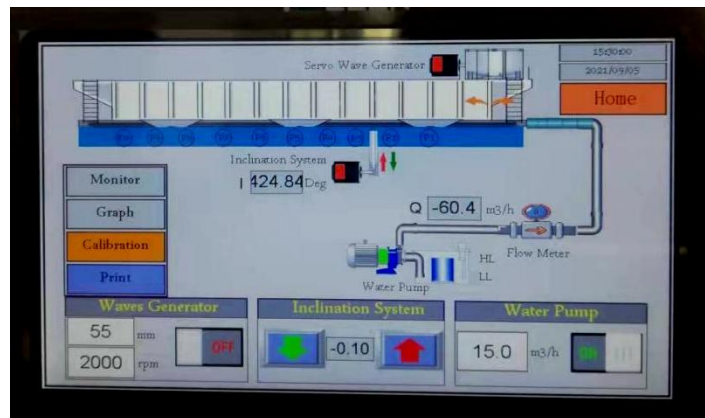 15:30:00
Servo Wave Generator
2021/09/05
Home
Inclination System
I 424.84 Deg
Monitor
Graph
Q -60.4 m3/h
Calibration
Flow Meter
HL
LL
Print
Water Pump
Waves Generator
Inclination System
Water Pump
55 mm
OFF
-0.10
15.0 m3/h
ON
2000 rpm